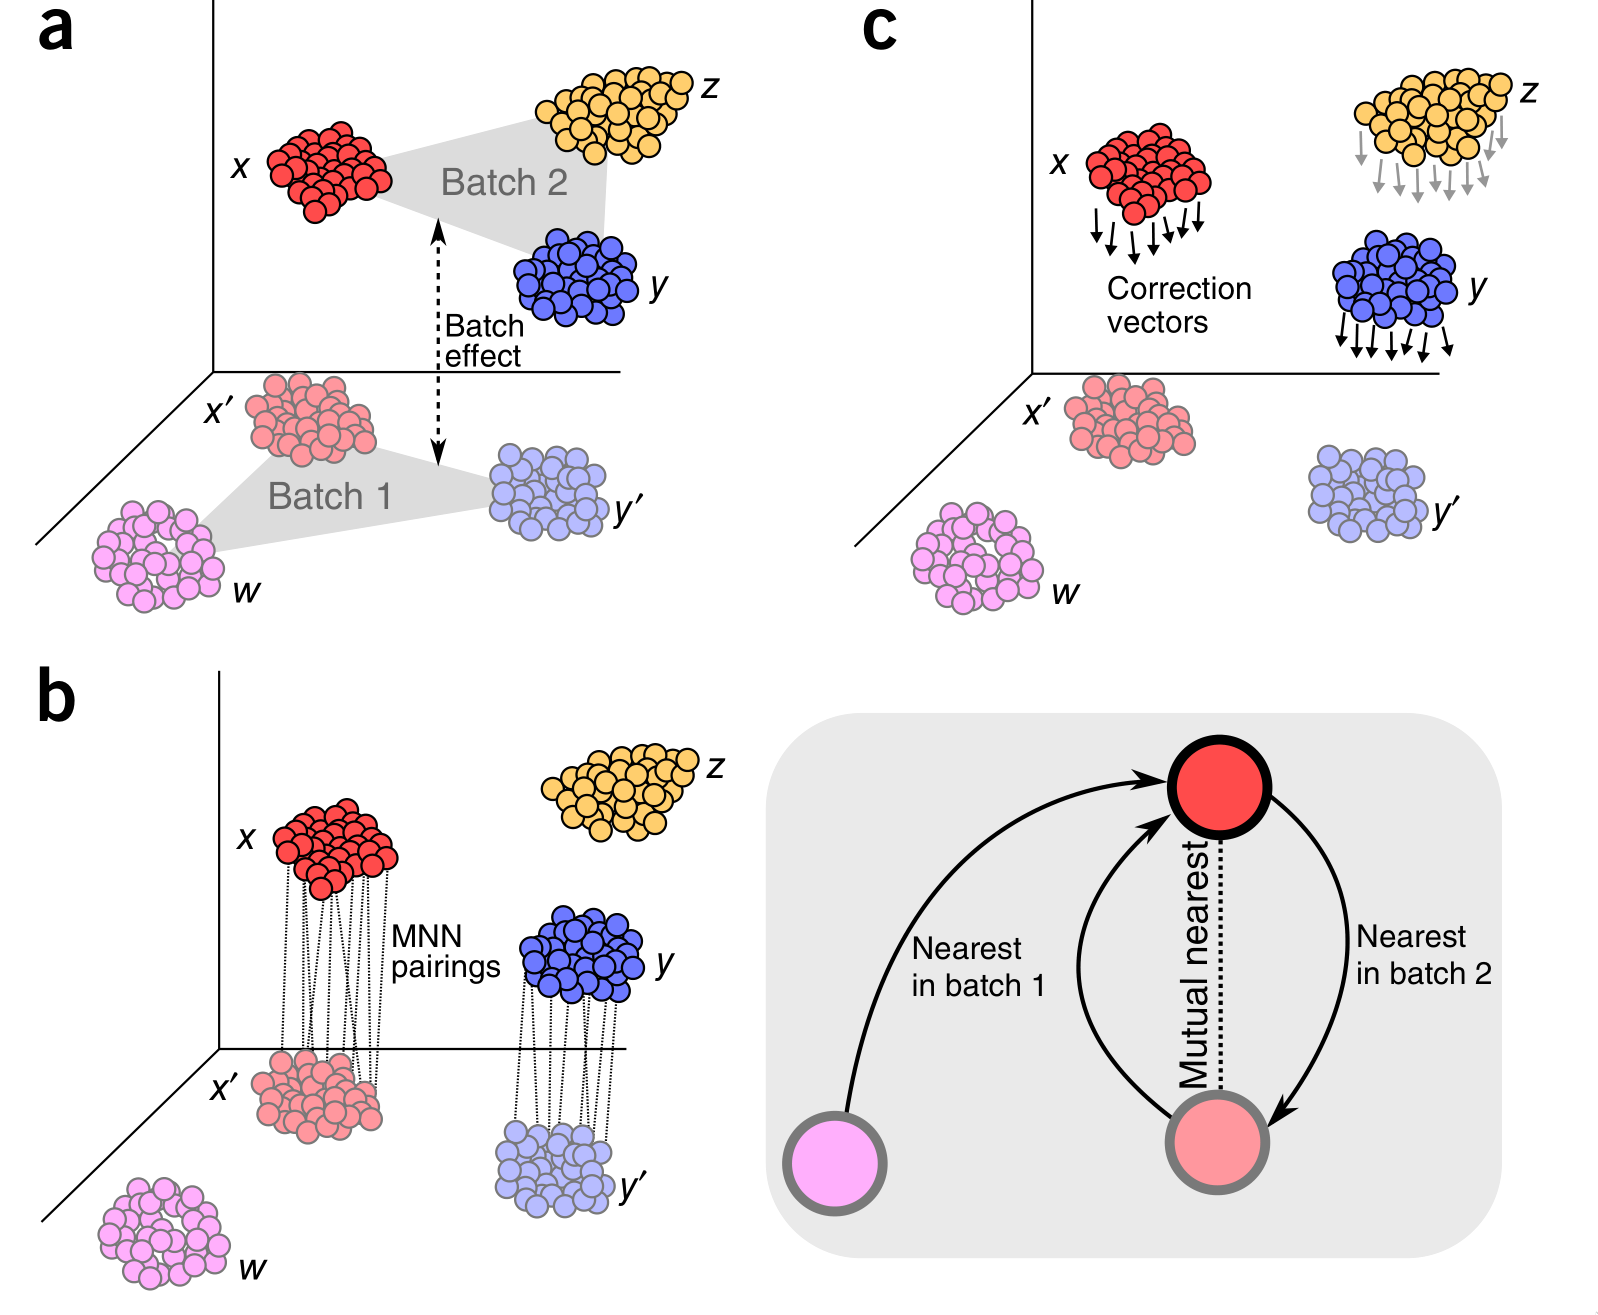 a
x
z
Batch 2
y
Batch
effect
x′
Batch 1
y′
w
c
x
z
y
Correction
vectors
x′
y′
w
b
x
z
MNN
pairings
y
x′
y′
w
Nearest
in batch 1
Mutual nearest
Nearest
in batch 2